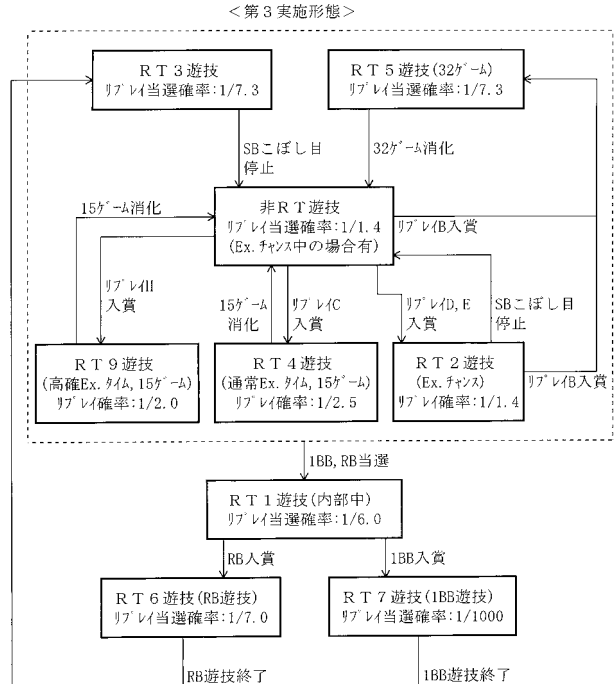 ＜第３実施形態＞
ＲＴ３遊技
ﾘﾌﾟﾚｲ当選確率:1/7.3
ＲＴ５遊技(32ｹﾞｰﾑ)
ﾘﾌﾟﾚｲ当選確率:1/7.3
SBこぼし目
停止
32ｹﾞｰﾑ消化
15ｹﾞｰﾑ消化
非ＲＴ遊技
ﾘﾌﾟﾚｲ当選確率:1/1.4
(Ex.ﾁｬﾝｽ中の場合有)
ﾘﾌﾟﾚｲB入賞
ﾘﾌﾟﾚｲH
入賞
15ｹﾞｰﾑ
消化
ﾘﾌﾟﾚｲC
入賞
ﾘﾌﾟﾚｲD,E
入賞
SBこぼし目
停止
ＲＴ９遊技
(高確Ex.ﾀｲﾑ,15ｹﾞｰﾑ)
ﾘﾌﾟﾚｲ確率:1/2.0
ＲＴ４遊技
(通常Ex.ﾀｲﾑ,15ｹﾞｰﾑ)
ﾘﾌﾟﾚｲ確率:1/2.5
ＲＴ２遊技
(Ex.ﾁｬﾝｽ)
ﾘﾌﾟﾚｲ確率:1/1.4
ﾘﾌﾟﾚｲB入賞
1BB,RB当選
ＲＴ１遊技(内部中)
ﾘﾌﾟﾚｲ当選確率:1/6.0
RB入賞
1BB入賞
ＲＴ６遊技(RB遊技)
ﾘﾌﾟﾚｲ当選確率:1/7.0
ＲＴ７遊技(1BB遊技)
ﾘﾌﾟﾚｲ当選確率:1/1000
RB遊技終了
1BB遊技終了